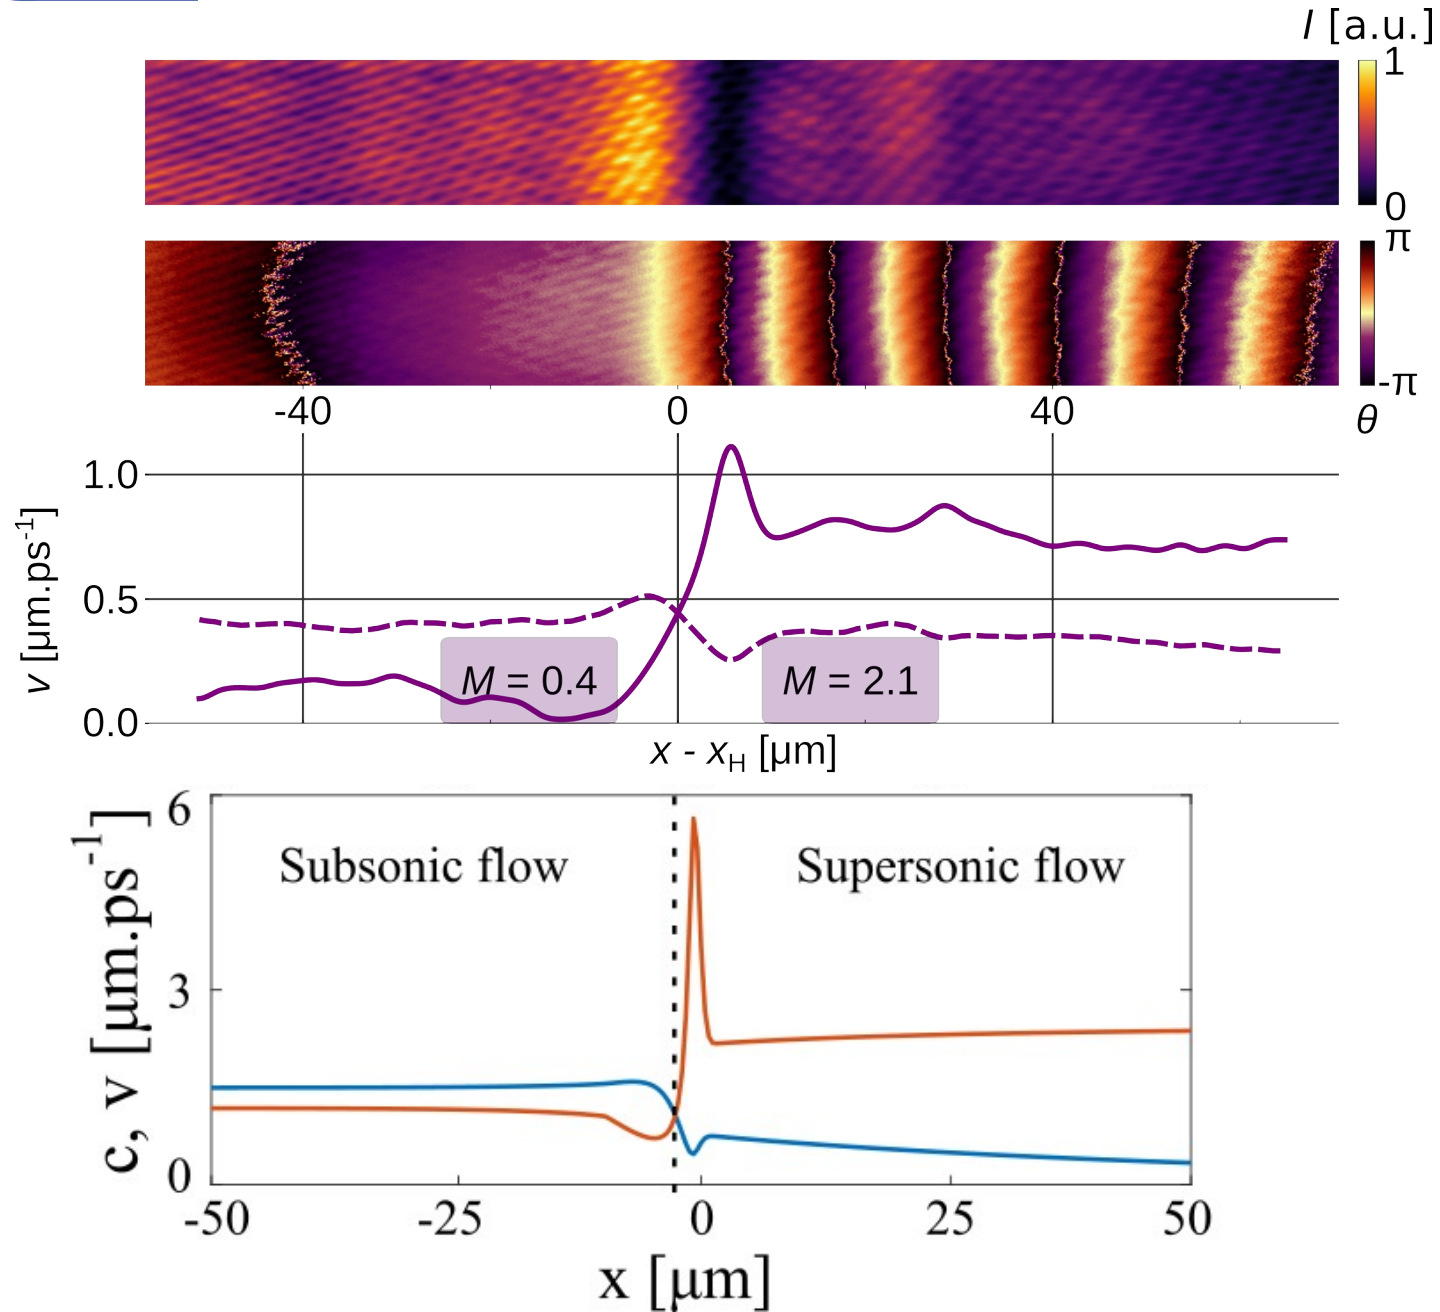 I [a.u.]
1
0
π
-π
θ
-40 0 40
1.0
0.5
0.0
v [µm.ps-1]
M = 0.4
M = 2.1
x - xH [µm]
6
3
0
c, v [µm.ps-1]
Subsonic flow
Supersonic flow
-50 -25 0 25 50
x [µm]